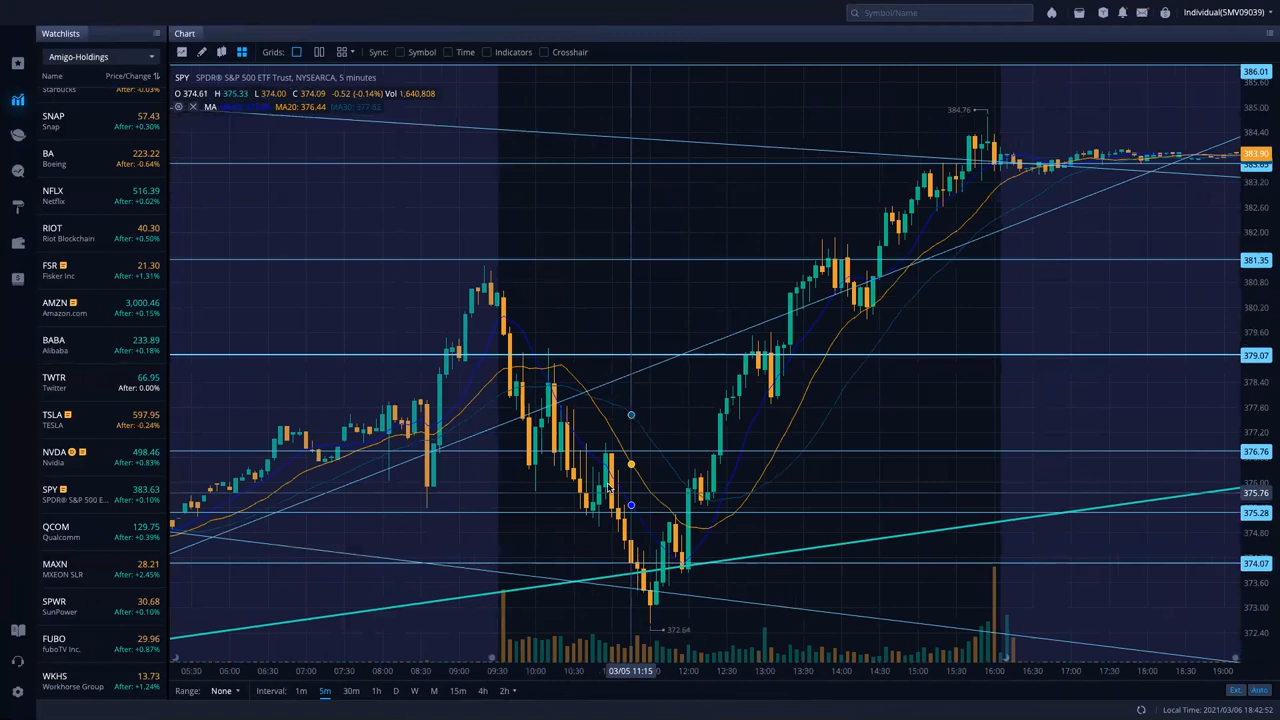 Symbol/Name
Individual(5MV09039)
Watchlists
Chart
Amigo-Holdings
Grids:
Sync:
Symbol
Time
Indicators
Crosshair
Name
Price/Change
Starbucks
After: -0.03%
SNAP
57.43
Snap
After: +0.30%
BA
223.22
Boeing
After: -0.64%
NFLX
516.39
Netflix
After: +0.02%
RIOT
40.30
Riot Blockchain
After: +0.50%
FSR
21.30
Fisker Inc
After: +1.31%
AMZN
3,000.46
Amazon.com
After: +0.15%
BABA
233.89
Alibaba
After: +0.18%
TWTR
66.95
Twitter
After: 0.00%
TSLA
597.95
TESLA
After: -0.24%
NVDA
498.46
Nvidia
After: +0.83%
SPY
383.63
SPDR® S&P 500 E...
After: +0.10%
QCOM
129.75
Qualcomm
After: +0.39%
MAXN
28.21
MXEON SLR
After: +2.45%
SPWR
30.68
SunPower
After: +0.10%
FUBO
29.96
fuboTV Inc.
After: +0.87%
WKHS
13.73
Workhorse Group
After: +1.24%
SPY SPDR® S&P 500 ETF Trust, NYSEARCA, 5 minutes
O 374.61 H 375.33 L 374.00 C 374.09 -0.52 (-0.14%) Vol 1,640,808
MA
MA20: 376.44
MA30: 377.82
384.76
372.64
386.01
385.60
385.00
384.40
383.90
383.20
382.60
382.00
381.35
380.80
380.20
379.07
378.40
377.60
377.20
376.76
376.00
375.76
375.28
374.80
374.07
373.60
373.00
372.40
05:30 06:00 06:30 07:00 07:30 08:00 08:30 09:00 09:30 10:00 10:30 03/05 11:15 12:00 12:30 13:00 13:30 14:00 14:30 15:00 15:30 16:00 16:30 17:00 17:30 18:00 18:30 19:00
Range: None
Interval: 1m 5m 30m 1h D W M 15m 4h 2h
Ext.
Auto
Local Time: 2021/03/06 18:42:52